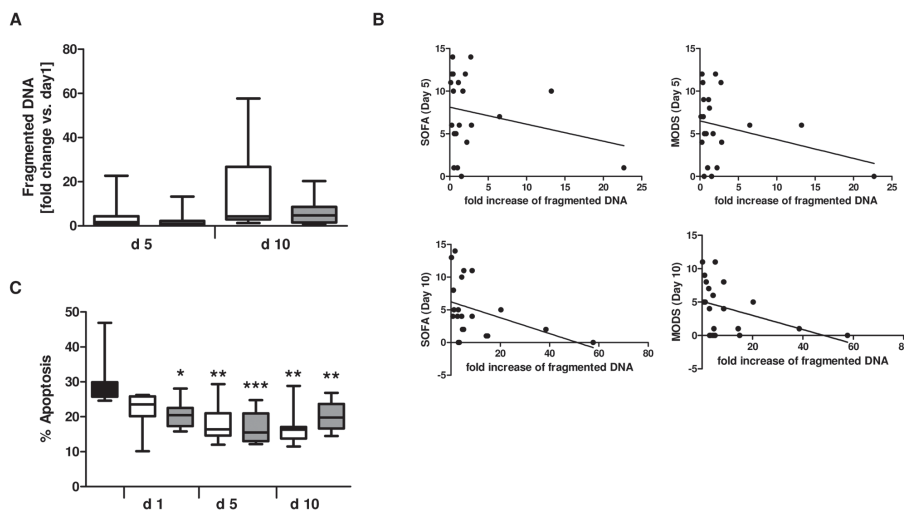 A
B
Fragmented DNA
[fold change vs. day1]
80
60
40
20
0
d 5
d 10
SOFA (Day 5)
15
10
5
0
0
5
10
15
20
25
fold increase of fragmented DNA
MODS (Day 5)
15
10
5
0
0
5
10
15
20
25
fold increase of fragmented DNA
SOFA (Day 10)
15
10
5
0
-5
20
40
60
80
fold increase of fragmented DNA
MODS (Day 10)
15
10
5
0
-5
20
40
60
80
fold increase of fragmented DNA
C
% Apoptosis
50
40
30
20
10
0
*
**
***
**
**
d 1
d 5
d 10